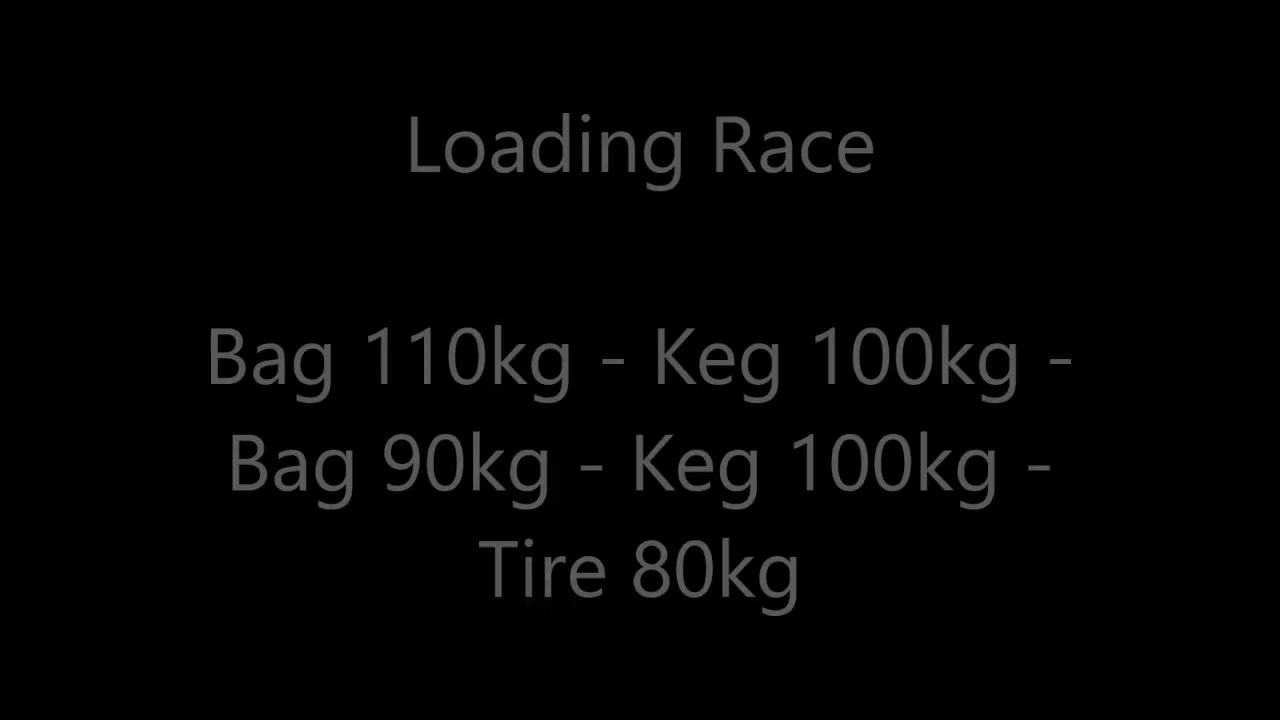 Loading Race
Bag 110kg - Keg 100kg -
Bag 90kg - Keg 100kg -
Tire 80kg